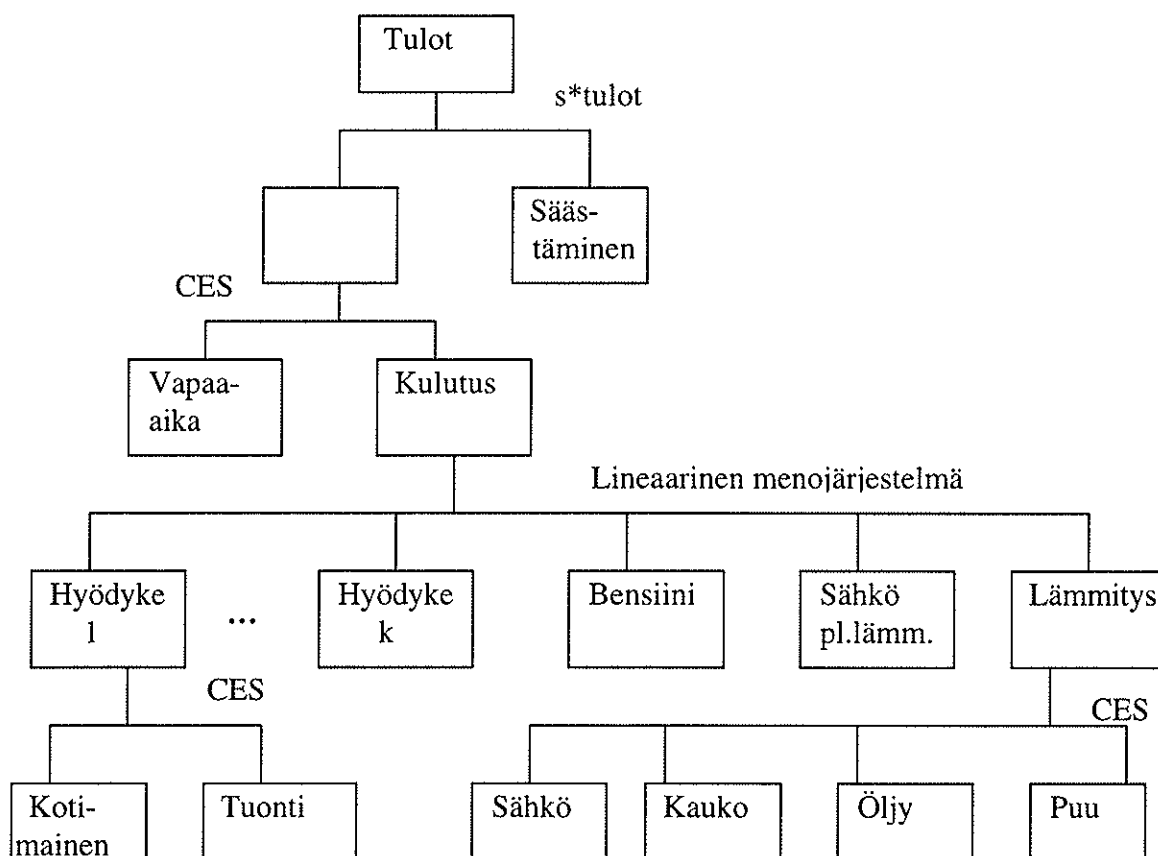 Tulot
s*tulot
Sääs-
täminen
CES
Vapaa-
aika
Kulutus
Lineaarinen menojärjestelmä
Hyödyke
1
...
Hyödyke
k
Bensiini
Sähkö
pl.lämm.
Lämmitys
CES
CES
Koti-
mainen
Tuonti
Sähkö
Kauko
Öljy
Puu